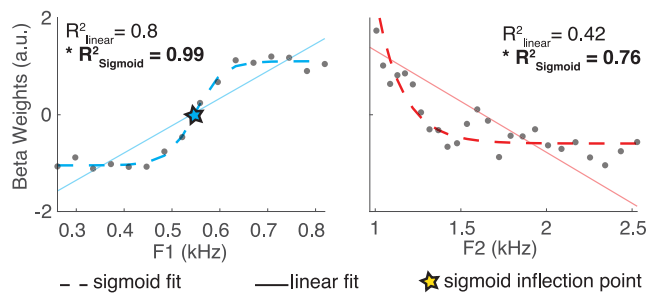 R²linear = 0.8
* R²Sigmoid = 0.99
R²linear = 0.42
* R²Sigmoid = 0.76
Beta Weights (a.u.)
2
0
-2
0.3 0.4 0.5 0.6 0.7 0.8
F1 (kHz)
1 1.5 2 2.5
F2 (kHz)
sigmoid fit linear fit sigmoid inflection point